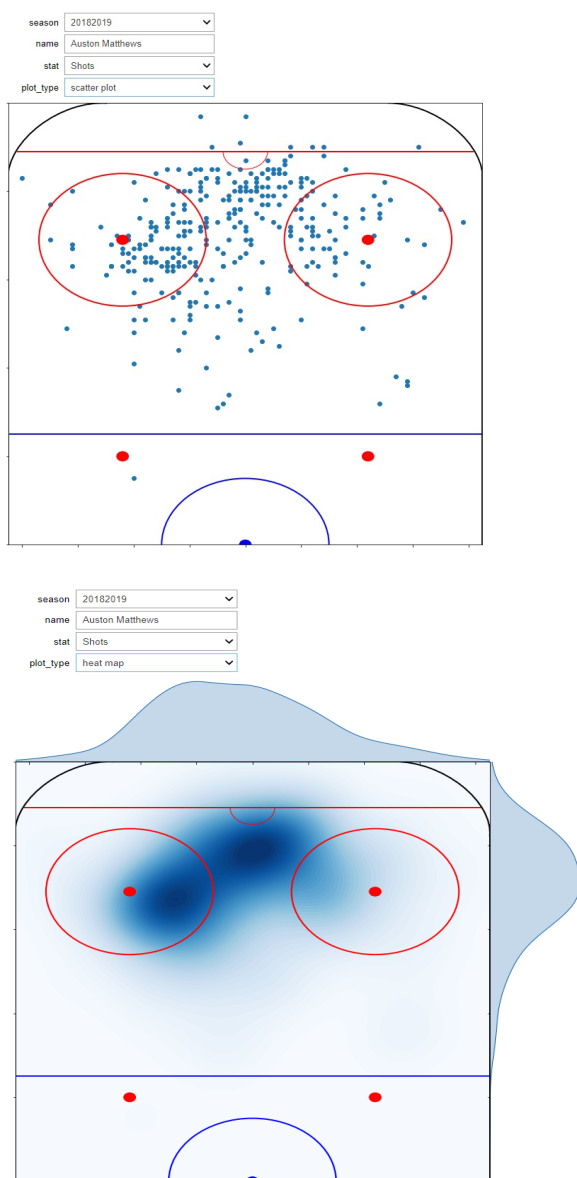 season 20182019
name Auston Matthews
stat Shots
plot_type scatter plot
season 20182019
name Auston Matthews
stat Shots
plot_type heat map